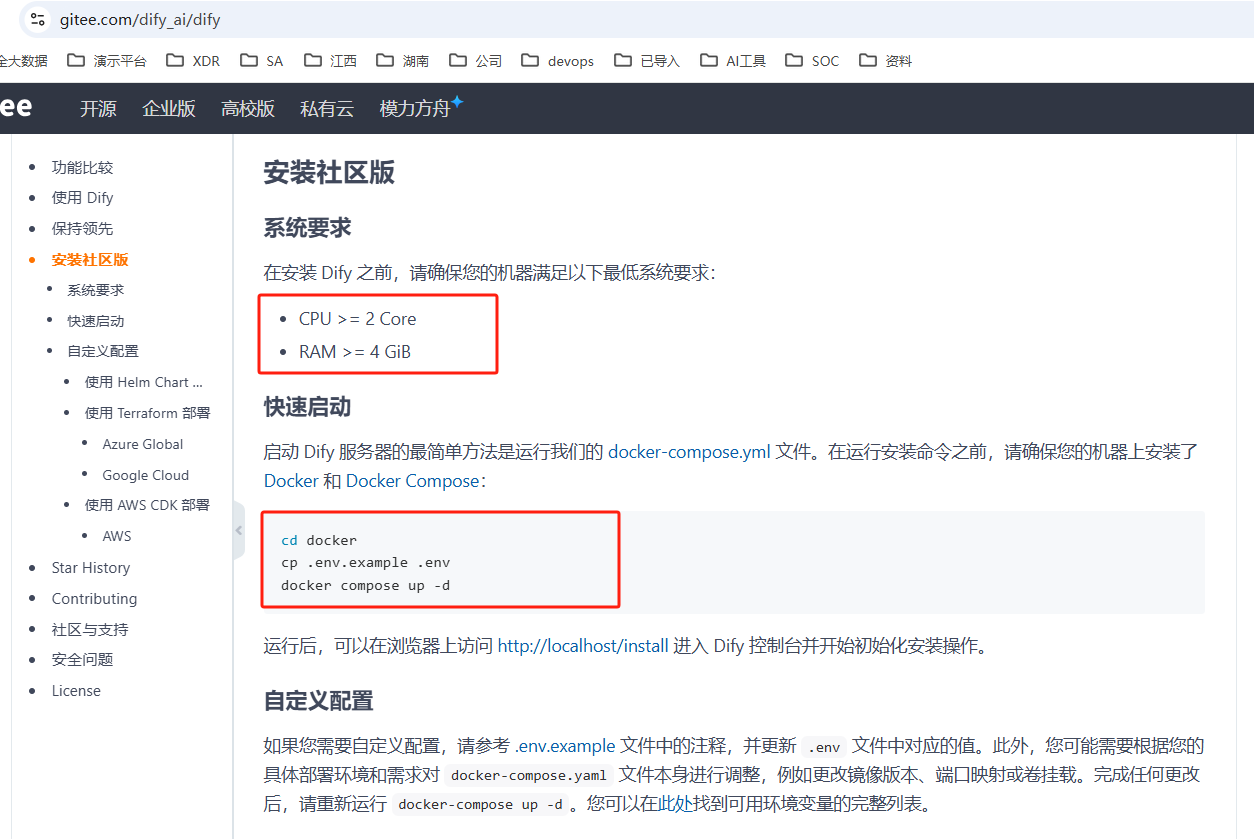 gitee.com/dify_ai/dify
全大数据 演示平台 XDR SA 江西 湖南 公司 devops 已导入 AI工具 SOC 资料
ee 开源 企业版 高校版 私有云 模力方舟
功能比较
使用 Dify
保持领先
安装社区版
系统要求
快速启动
自定义配置
使用 Helm Chart ...
使用 Terraform 部署
Azure Global
Google Cloud
使用 AWS CDK 部署
AWS
Star History
Contributing
社区与支持
安全问题
License
安装社区版
系统要求
在安装 Dify 之前，请确保您的机器满足以下最低系统要求：
CPU >= 2 Core
RAM >= 4 GiB
快速启动
启动 Dify 服务器的最简单方法是运行我们的 docker-compose.yml 文件。在运行安装命令之前，请确保您的机器上安装了
Docker 和 Docker Compose：
cd docker
cp .env.example .env
docker compose up -d
运行后，可以在浏览器上访问 http://localhost/install 进入 Dify 控制台并开始初始化安装操作。
自定义配置
如果您需要自定义配置，请参考 .env.example 文件中的注释，并更新 .env 文件中对应的值。此外，您可能需要根据您的
具体部署环境和需求对 docker-compose.yaml 文件本身进行调整，例如更改镜像版本、端口映射或卷挂载。完成任何更改
后，请重新运行 docker-compose up -d 。您可以在此处找到可用环境变量的完整列表。